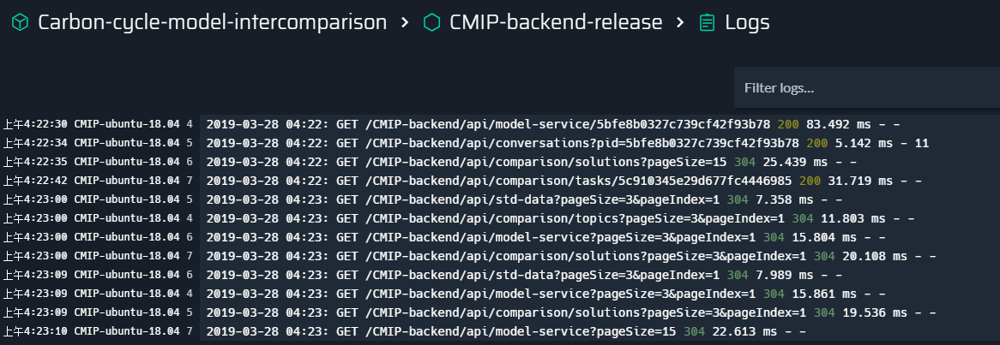 Carbon-cycle-model-intercomparison > CMIP-backend-release > Logs
Filter logs...
上午4:22:30 CMIP-ubuntu-18.04 4 2019-03-28 04:22: GET /CMIP-backend/api/model-service/5bfe8b0327c739cf42f93b78 200 83.492 ms - -
上午4:22:34 CMIP-ubuntu-18.04 5 2019-03-28 04:22: GET /CMIP-backend/api/conversations?pid=5bfe8b0327c739cf42f93b78 200 5.142 ms - 11
上午4:22:35 CMIP-ubuntu-18.04 6 2019-03-28 04:22: GET /CMIP-backend/api/comparison/solutions?pageSize=15 304 25.439 ms - -
上午4:22:42 CMIP-ubuntu-18.04 7 2019-03-28 04:22: GET /CMIP-backend/api/comparison/tasks/5c910345e29d677fc4446985 200 31.719 ms - -
上午4:23:00 CMIP-ubuntu-18.04 5 2019-03-28 04:23: GET /CMIP-backend/api/std-data?pageSize=3&pageIndex=1 304 7.358 ms - -
上午4:23:00 CMIP-ubuntu-18.04 4 2019-03-28 04:23: GET /CMIP-backend/api/comparison/topics?pageSize=3&pageIndex=1 304 11.803 ms - -
上午4:23:00 CMIP-ubuntu-18.04 6 2019-03-28 04:23: GET /CMIP-backend/api/model-service?pageSize=3&pageIndex=1 304 15.804 ms - -
上午4:23:00 CMIP-ubuntu-18.04 7 2019-03-28 04:23: GET /CMIP-backend/api/comparison/solutions?pageSize=3&pageIndex=1 304 20.108 ms - -
上午4:23:09 CMIP-ubuntu-18.04 6 2019-03-28 04:23: GET /CMIP-backend/api/std-data?pageSize=3&pageIndex=1 304 7.989 ms - -
上午4:23:09 CMIP-ubuntu-18.04 4 2019-03-28 04:23: GET /CMIP-backend/api/model-service?pageSize=3&pageIndex=1 304 15.861 ms - -
上午4:23:09 CMIP-ubuntu-18.04 5 2019-03-28 04:23: GET /CMIP-backend/api/comparison/solutions?pageSize=3&pageIndex=1 304 19.536 ms - -
上午4:23:10 CMIP-ubuntu-18.04 7 2019-03-28 04:23: GET /CMIP-backend/api/model-service?pageSize=15 304 22.613 ms - -